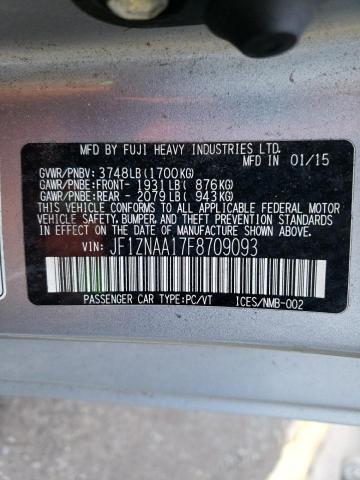 MFD BY FUJI HEAVY INDUSTRIES LTD.
MFD IN 01/15
GVWR/PNBV: 3748LB(1700KG)
GAWR/PNBE:FRONT- 1931LB( 876KG)
GAWR/PNBE:REAR - 2079LB( 943KG)
THIS VEHICLE CONFORMS TO ALL APPLICABLE FEDERAL MOTOR
VEHICLE SAFETY, BUMPER, AND THEFT PREVENTION STANDARDS
IN EFFECT ON THE DATE OF MANUFACTURE SHOWN ABOVE.
VIN: JF1ZNAA17F8709093
PASSENGER CAR TYPE:PC/VT ICES/NMB-002